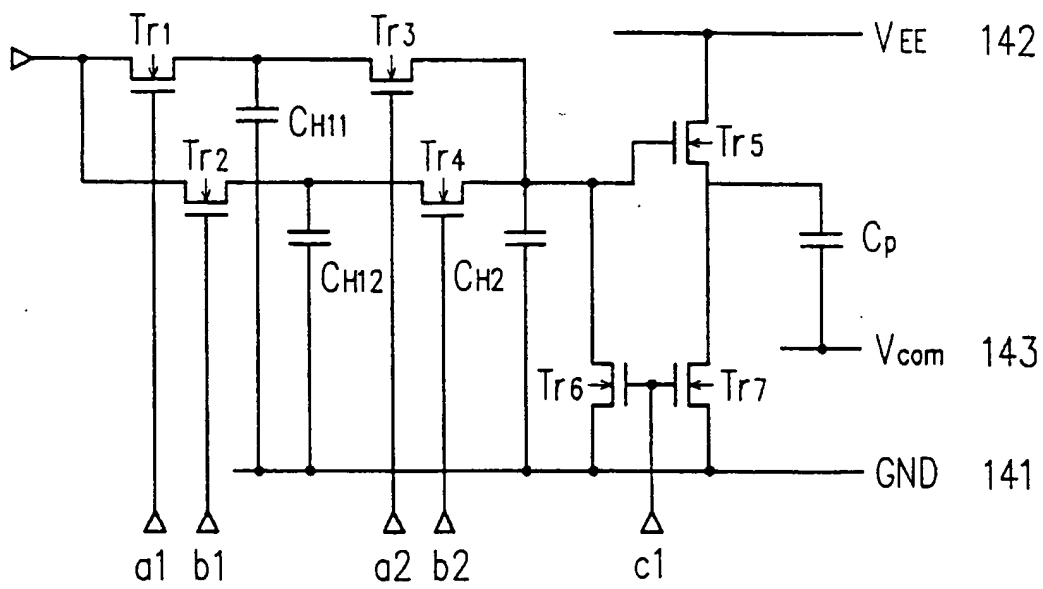 Tr1
Tr3
VEE 142
CH11
Tr5
Tr2
Tr4
Cp
CH12
CH2
Vcom 143
Tr6
Tr7
GND 141
a1 b1 a2 b2 c1